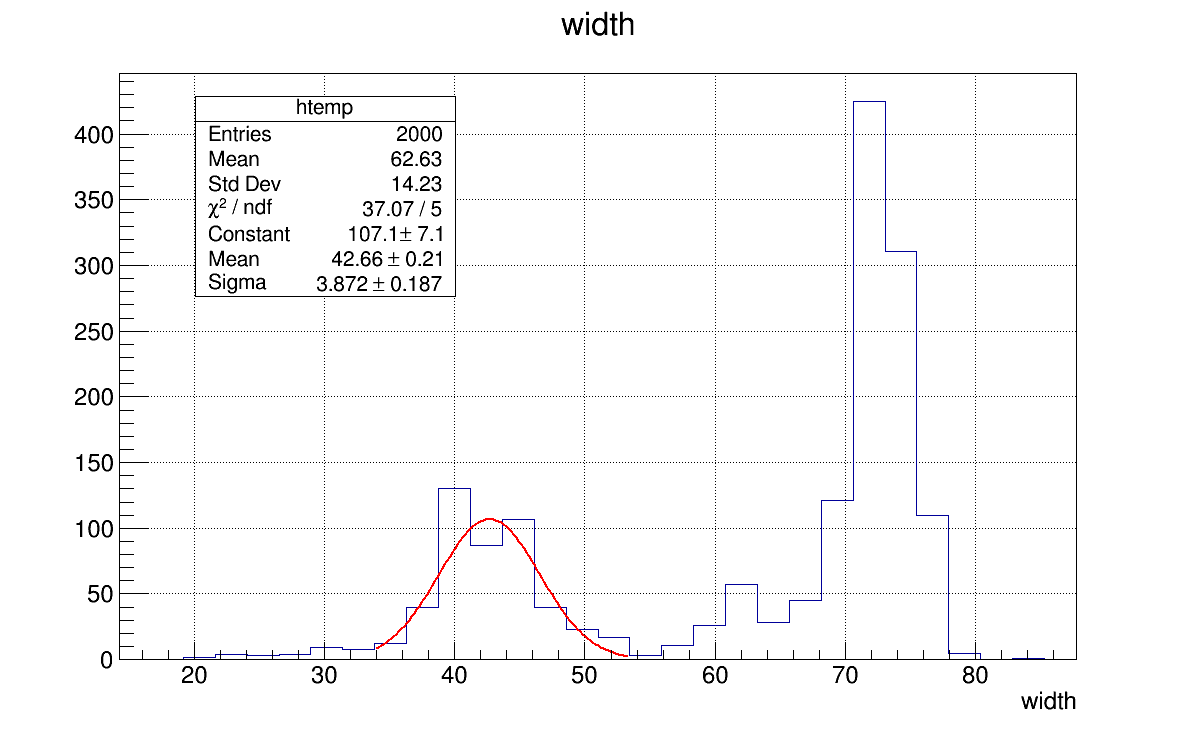 width
htemp
Entries 2000
Mean 62.63
Std Dev 14.23
χ² / ndf 37.07 / 5
Constant 107.1± 7.1
Mean 42.66 ± 0.21
Sigma 3.872 ± 0.187
400
350
300
250
200
150
100
50
0
20 30 40 50 60 70 80
width